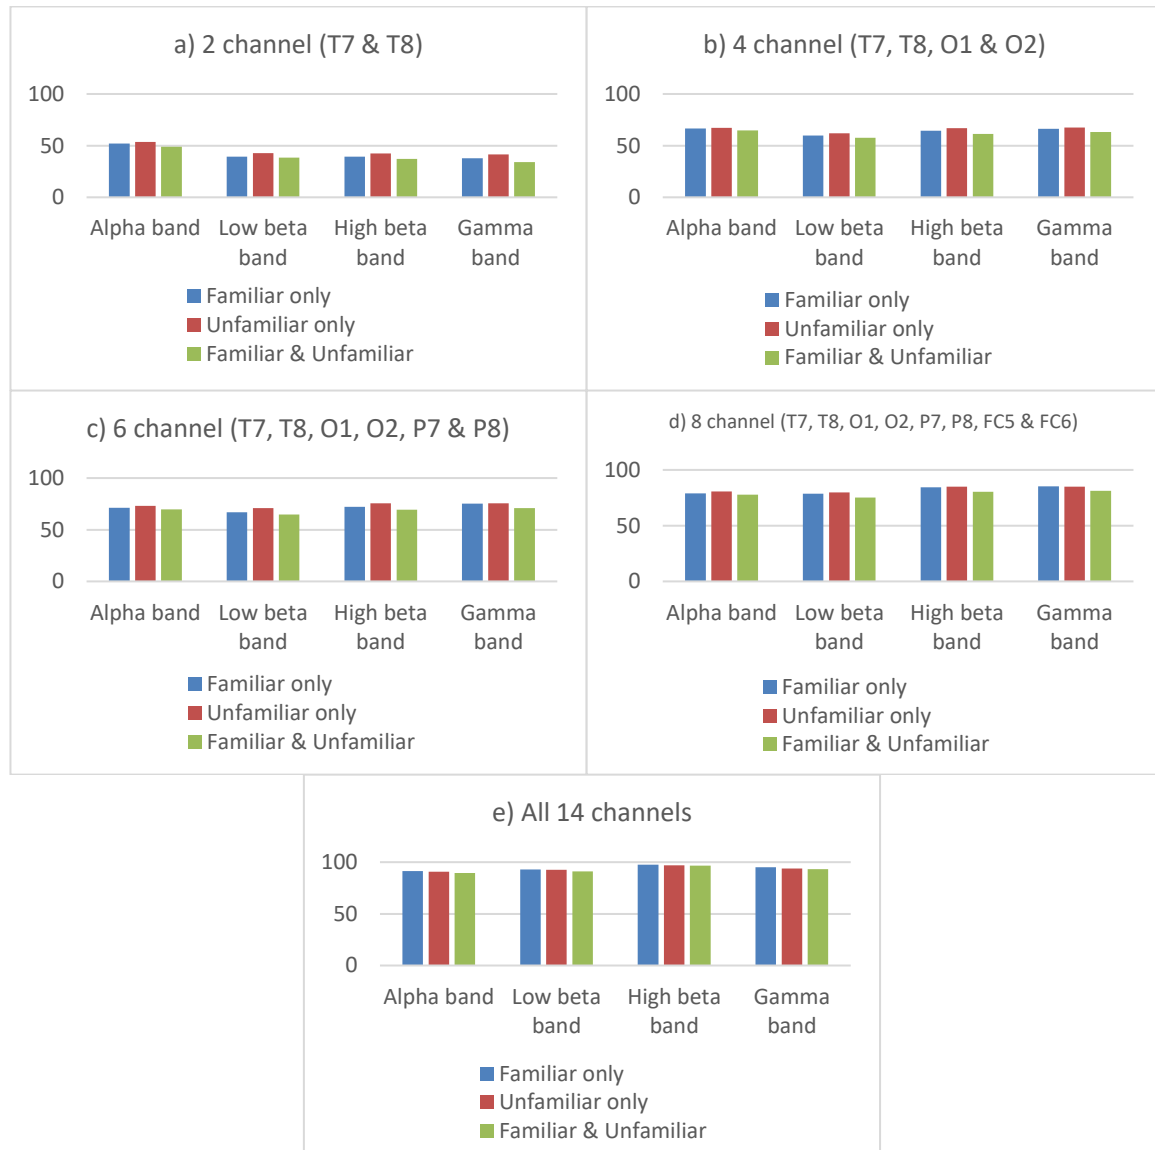 a) 2 channel (T7 & T8)
100
50
0
Alpha band
Low beta
band
High beta
band
Gamma
band
Familiar only
Unfamiliar only
Familiar & Unfamiliar
b) 4 channel (T7, T8, O1 & O2)
100
50
0
Alpha band
Low beta
band
High beta
band
Gamma
band
Familiar only
Unfamiliar only
Familiar & Unfamiliar
c) 6 channel (T7, T8, O1, O2, P7 & P8)
100
50
0
Alpha band
Low beta
band
High beta
band
Gamma
band
Familiar only
Unfamiliar only
Familiar & Unfamiliar
d) 8 channel (T7, T8, O1, O2, P7, P8, FC5 & FC6)
100
50
0
Alpha band
Low beta
band
High beta
band
Gamma
band
Familiar only
Unfamiliar only
Familiar & Unfamiliar
e) All 14 channels
100
50
0
Alpha band
Low beta
band
High beta
band
Gamma
band
Familiar only
Unfamiliar only
Familiar & Unfamiliar